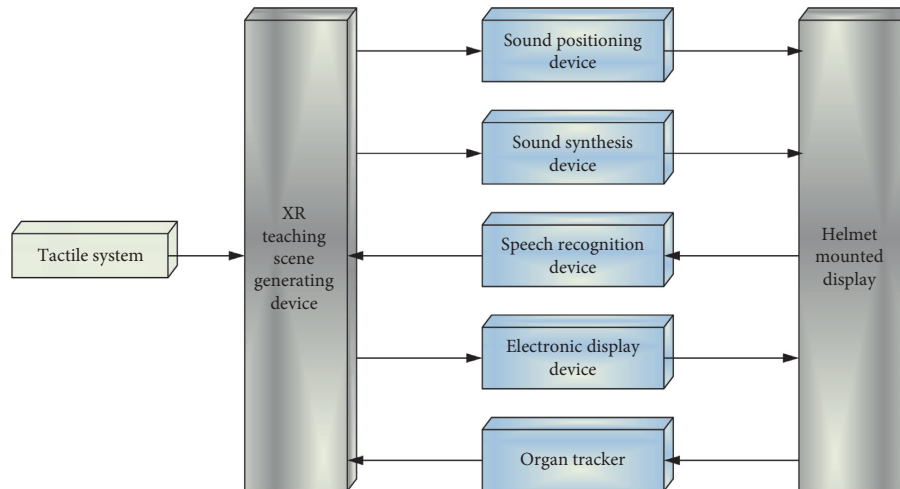 Sound positioning
device
Sound synthesis
device
Tactile system
XR
teaching
scene
generating
device
Speech recognition
device
Helmet
mounted
display
Electronic display
device
Organ tracker